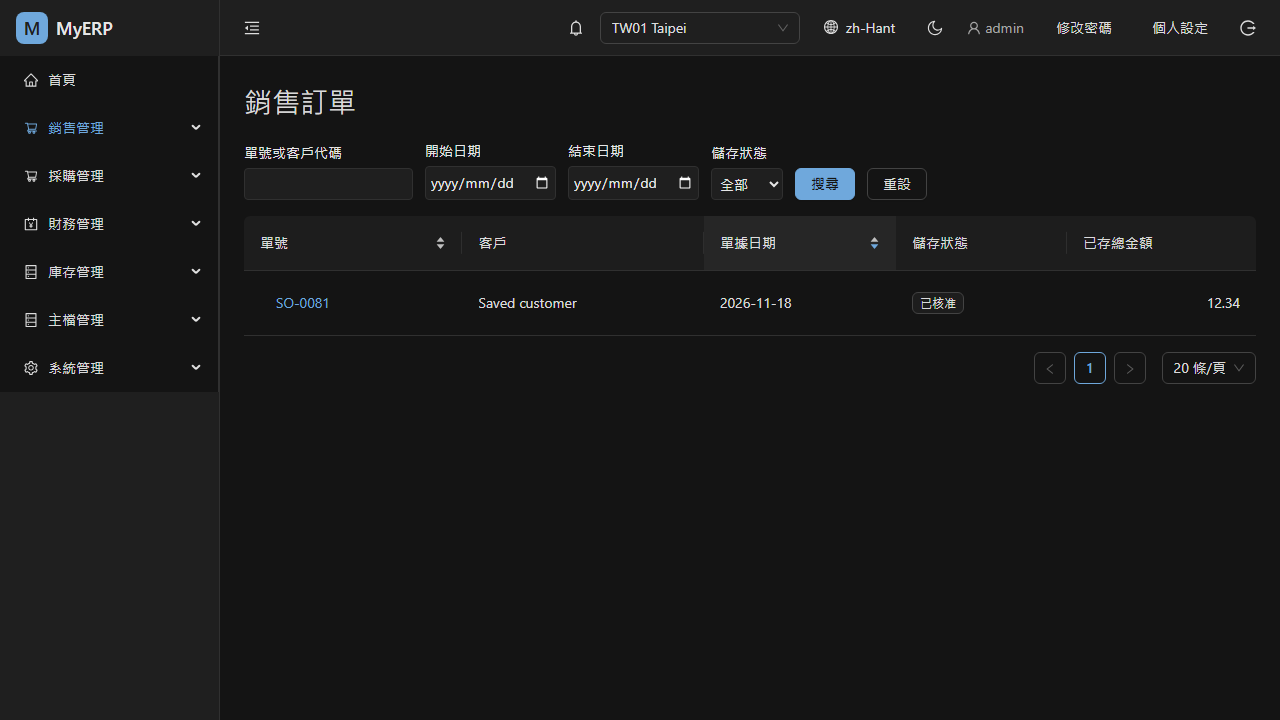 M MyERP
TW01 Taipei
zh-Hant
admin
修改密碼
個人設定
首頁
銷售管理
採購管理
財務管理
庫存管理
主檔管理
系統管理
銷售訂單
單號或客戶代碼
開始日期
yyyy/mm/dd
結束日期
yyyy/mm/dd
儲存狀態
全部
搜尋
重設
單號 客戶 單據日期 儲存狀態 已存總金額
SO-0081 Saved customer 2026-11-18 已核准 12.34
1
20 條/頁